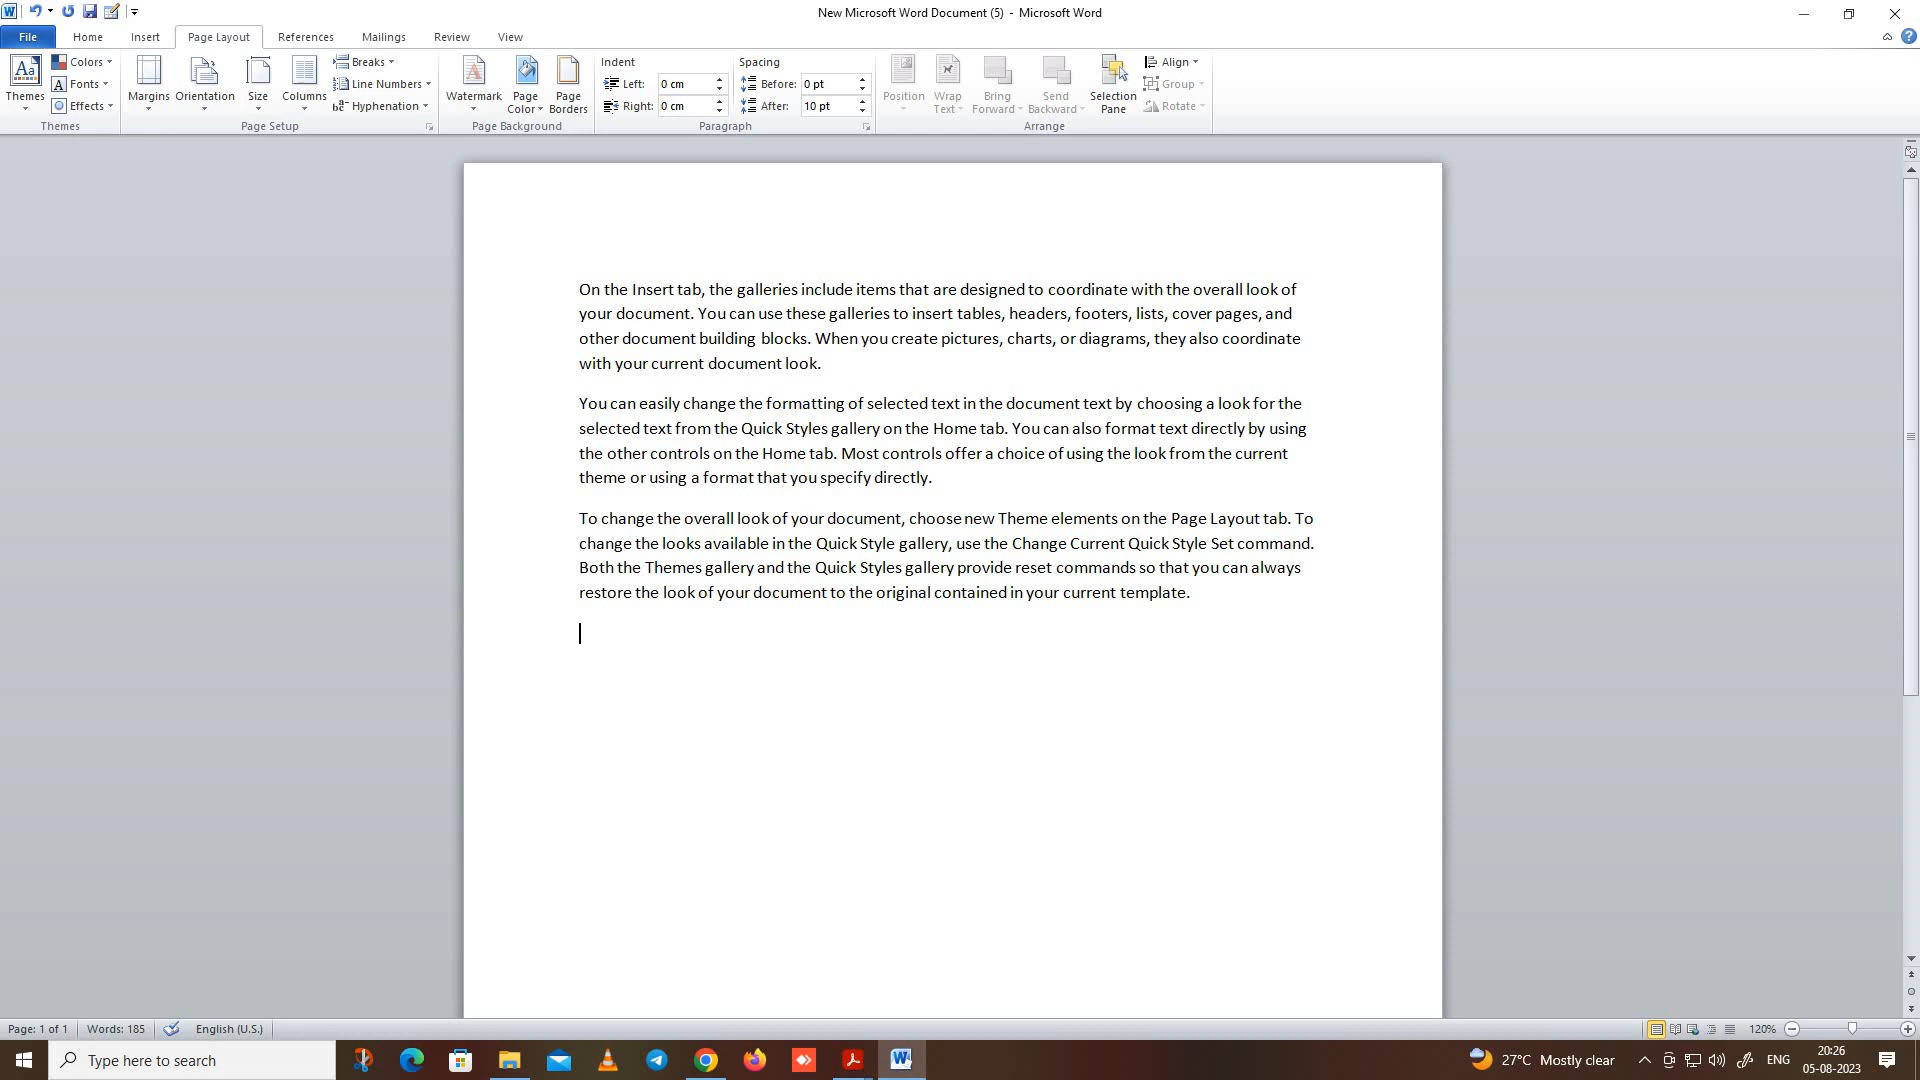 New Microsoft Word Document (5) - Microsoft Word
File Home Insert Page Layout References Mailings Review View
Themes
Colors
Fonts
Effects
Themes
Margins
Orientation
Size
Columns
Breaks
Line Numbers
Hyphenation
Page Setup
Watermark
Page Color
Page Borders
Page Background
Indent
Left: 0 cm
Right: 0 cm
Spacing
Before: 0 pt
After: 10 pt
Paragraph
Position
Wrap Text
Bring Forward
Send Backward
Selection Pane
Align
Group
Rotate
Arrange
On the Insert tab, the galleries include items that are designed to coordinate with the overall look of
your document. You can use these galleries to insert tables, headers, footers, lists, cover pages, and
other document building blocks. When you create pictures, charts, or diagrams, they also coordinate
with your current document look.
You can easily change the formatting of selected text in the document text by choosing a look for the
selected text from the Quick Styles gallery on the Home tab. You can also format text directly by using
the other controls on the Home tab. Most controls offer a choice of using the look from the current
theme or using a format that you specify directly.
To change the overall look of your document, choose new Theme elements on the Page Layout tab. To
change the looks available in the Quick Style gallery, use the Change Current Quick Style Set command.
Both the Themes gallery and the Quick Styles gallery provide reset commands so that you can always
restore the look of your document to the original contained in your current template.
Page: 1 of 1 Words: 185 English (U.S.) 120%
Type here to search
27°C Mostly clear
ENG
20:26
05-08-2023